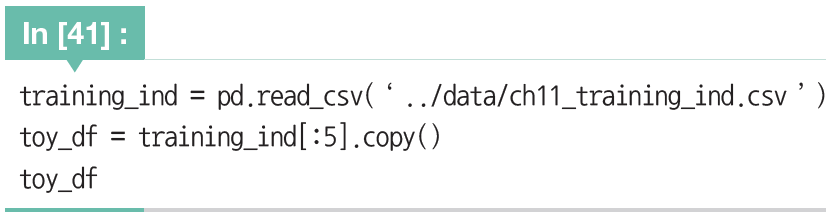 In [41] :
training_ind = pd.read_csv( ‘ ../data/ch11_training_ind.csv ’ )
toy_df = training_ind[:5].copy()
toy_df